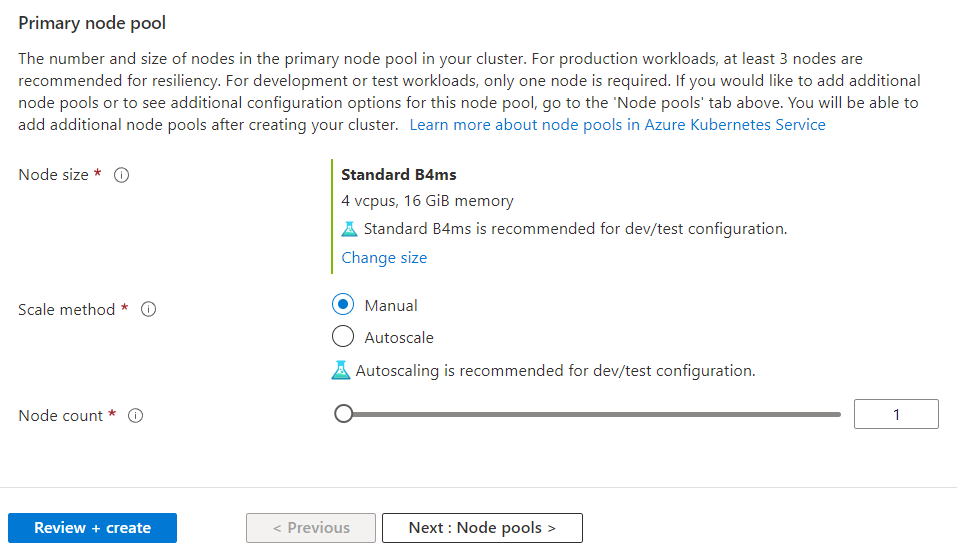 Primary node pool
The number and size of nodes in the primary node pool in your cluster. For production workloads, at least 3 nodes are
recommended for resiliency. For development or test workloads, only one node is required. If you would like to add additional
node pools or to see additional configuration options for this node pool, go to the 'Node pools' tab above. You will be able to
add additional node pools after creating your cluster. Learn more about node pools in Azure Kubernetes Service
Node size *
Standard B4ms
4 vcpus, 16 GiB memory
Standard B4ms is recommended for dev/test configuration.
Change size
Scale method *
Manual
Autoscale
Autoscaling is recommended for dev/test configuration.
Node count *
1
Review + create
< Previous
Next : Node pools >